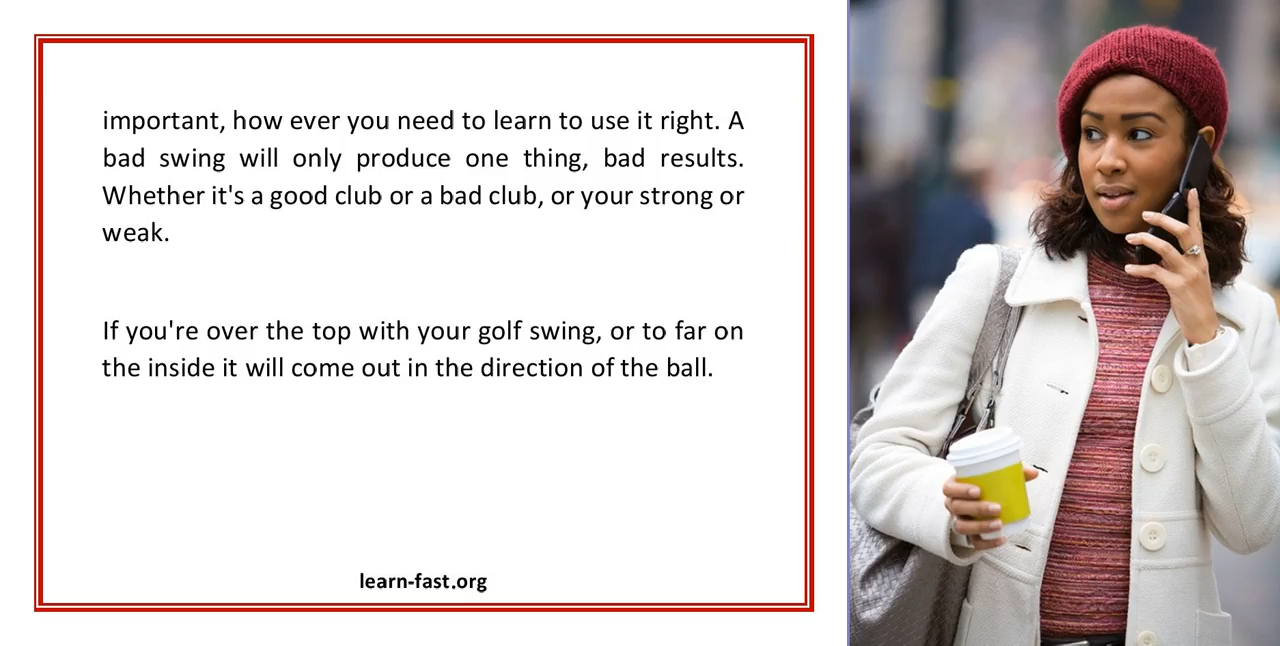 important, how ever you need to learn to use it right. A
bad swing will only produce one thing, bad results.
Whether it's a good club or a bad club, or your strong or
weak.
If you're over the top with your golf swing, or to far on
the inside it will come out in the direction of the ball.
learn-fast.org